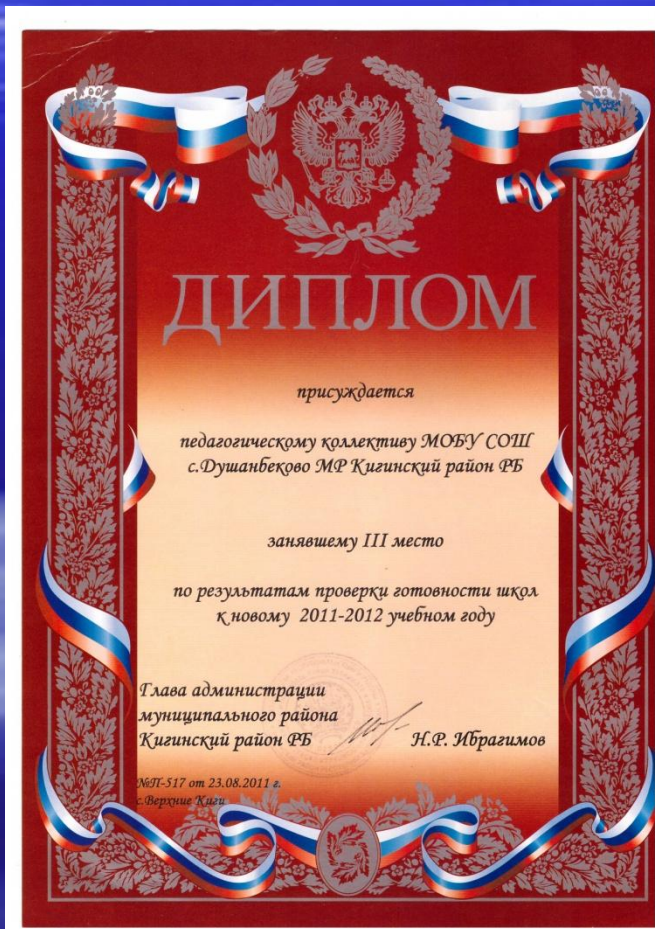 ДИПЛОМ
присуждается
педагогическому коллективу МОБУ СОШ
с.Душанбеково МР Кигинский район РБ
занявшему III место
по результатам проверки готовности школ
к новому 2011-2012 учебном году
Глава администрации
муниципального района
Кигинский район РБ Н.Р. Ибрагимов
№П-517 от 23.08.2011 г.
с.Верхние Киги